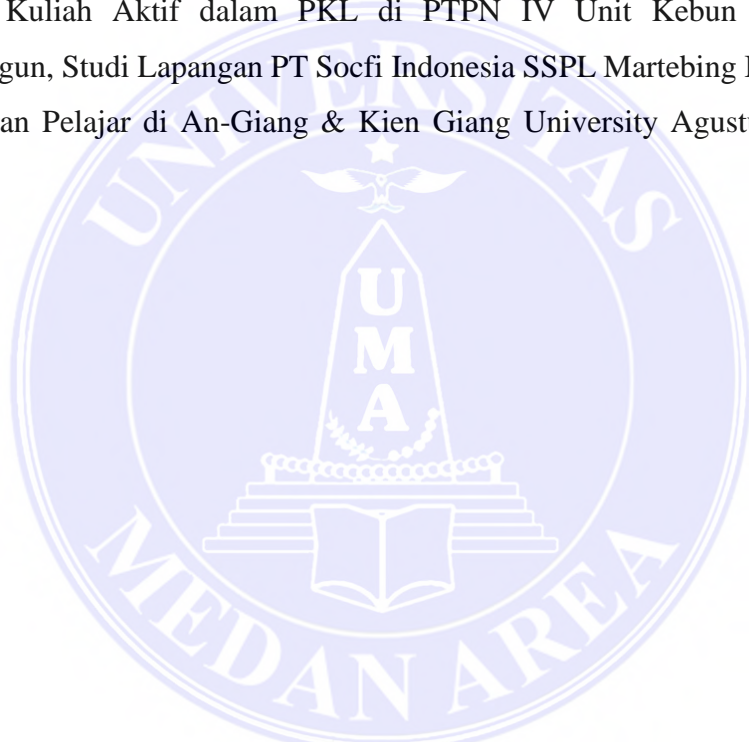 Kuliah Aktif dalam PKL di PTPN IV Unit Kebun
gun, Studi Lapangan PT Socfi Indonesia SSPL Martebing
an Pelajar di An-Giang & Kien Giang University Agust
UNIVERSITAS
UMA
MEDAN AREA